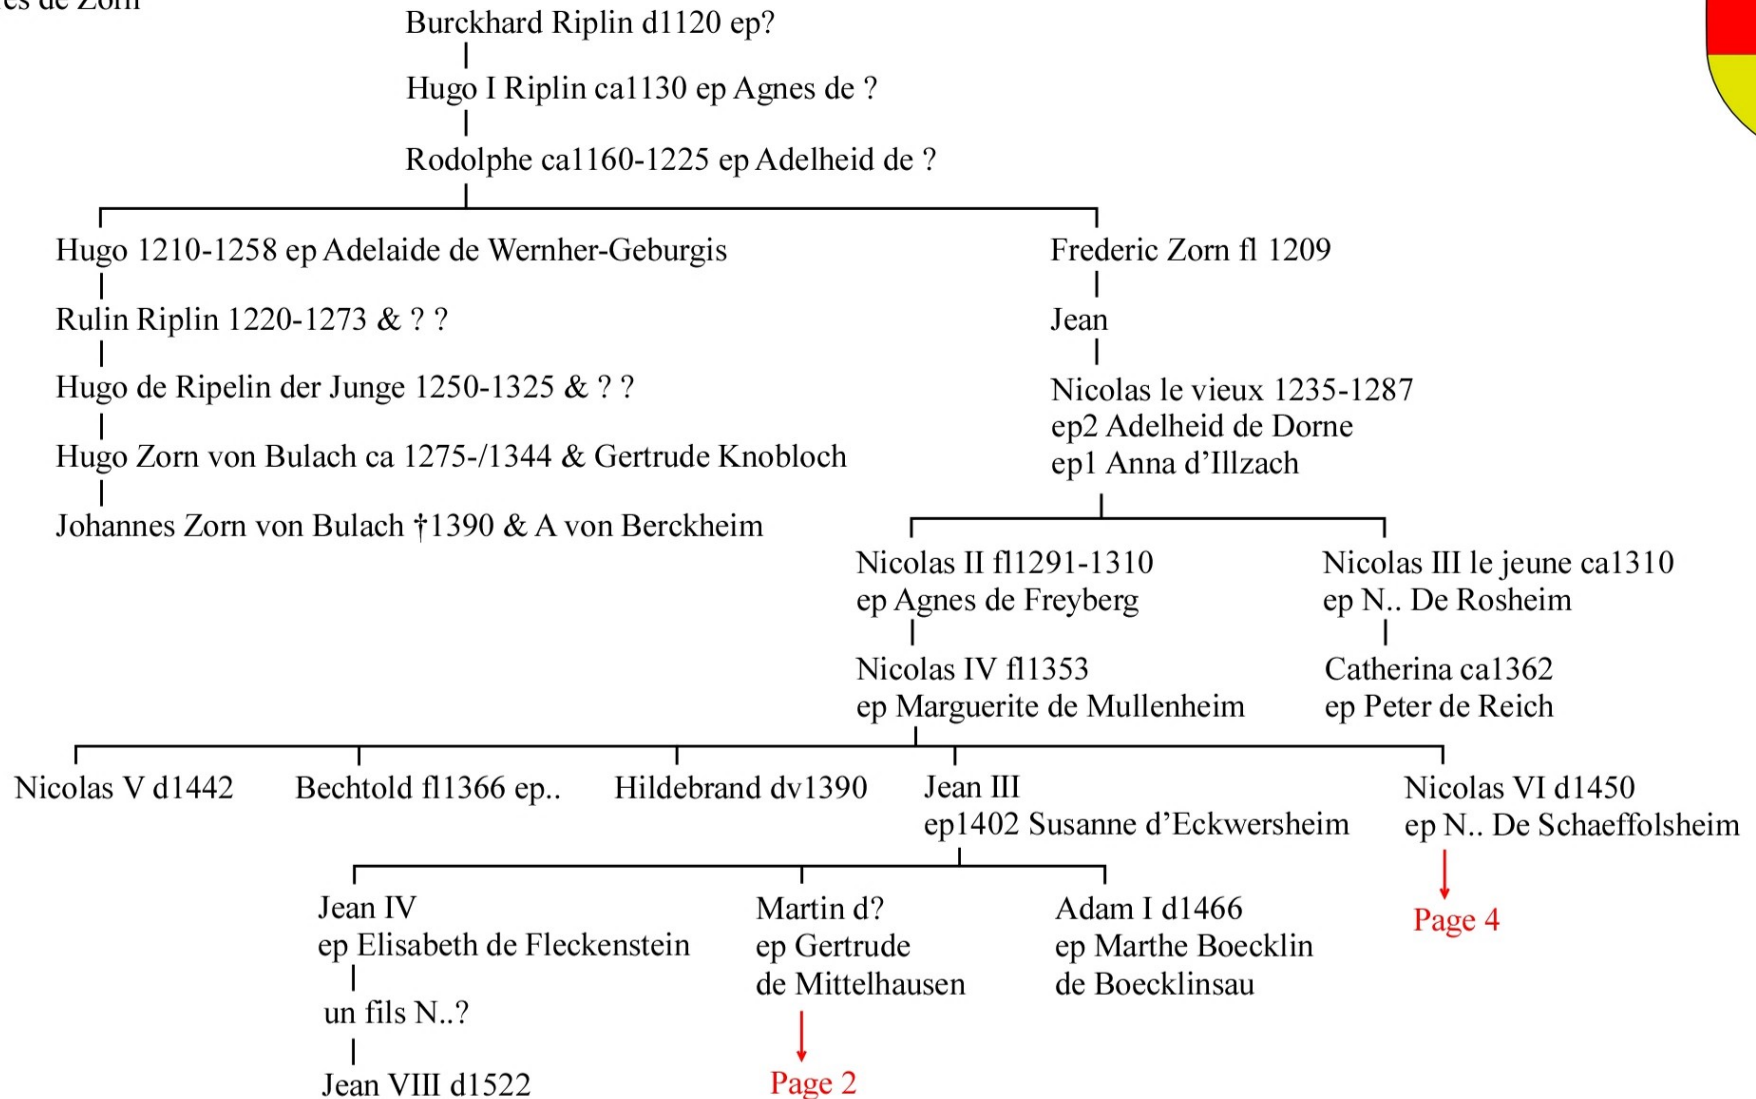 de Zorn
Burckhard Riplin d1120 ep?
Hugo I Riplin ca1130 ep Agnes de ?
Rodolphe ca1160-1225 ep Adelheid de ?
Hugo 1210-1258 ep Adelaide de Wernher-Geburgis
Frederic Zorn fl 1209
Rulin Riplin 1220-1273 & ? ?
Jean
Hugo de Ripelin der Junge 1250-1325 & ? ?
Nicolas le vieux 1235-1287
ep2 Adelheid de Dorne
ep1 Anna d’Illzach
Hugo Zorn von Bulach ca 1275-/1344 & Gertrude Knobloch
Johannes Zorn von Bulach †1390 & A von Berckheim
Nicolas II fl1291-1310
ep Agnes de Freyberg
Nicolas III le jeune ca1310
ep N.. De Rosheim
Nicolas IV fl1353
ep Marguerite de Mullenheim
Catherina ca1362
ep Peter de Reich
Nicolas V d1442
Bechtold fl1366 ep..
Hildebrand dv1390
Jean III
ep1402 Susanne d’Eckwersheim
Nicolas VI d1450
ep N.. De Schaeffolsheim
Page 4
Jean IV
ep Elisabeth de Fleckenstein
un fils N..?
Jean VIII d1522
Martin d?
ep Gertrude
de Mittelhausen
Page 2
Adam I d1466
ep Marthe Boecklin
de Boecklinsau